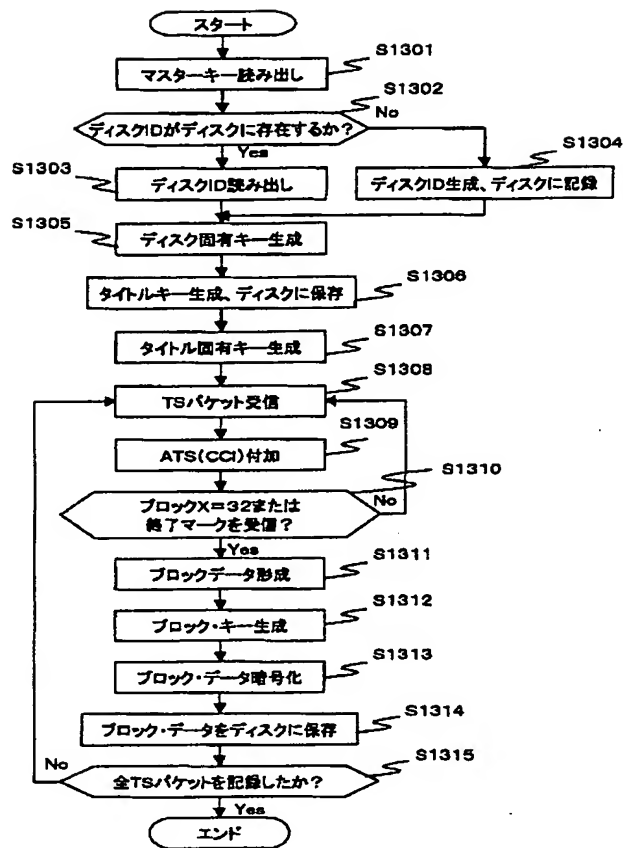 スタート
S1301
マスターキー読み出し
S1302
ディスクIDがディスクに存在するか?
No
Yes
S1303
S1304
ディスクID読み出し
ディスクID生成、ディスクに記録
S1305
ディスク固有キー生成
S1306
タイトルキー生成、ディスクに保存
S1307
タイトル固有キー生成
S1308
TSパケット受信
S1309
ATS(CCI)付加
S1310
ブロックX=32または
終了マークを受信?
No
Yes
S1311
ブロックデータ形成
S1312
ブロック・キー生成
S1313
ブロック・データ暗号化
S1314
ブロック・データをディスクに保存
S1315
No
全TSパケットを記録したか?
Yes
エンド